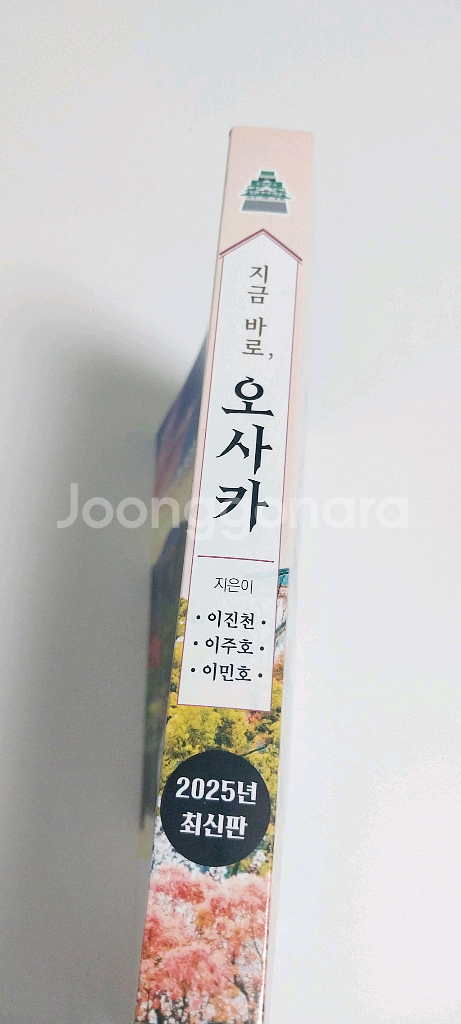 지금 바로,
오사카
지은이
· 이진천 ·
· 이주호 ·
· 이민호 ·
2025년
최신판
Joonggonara